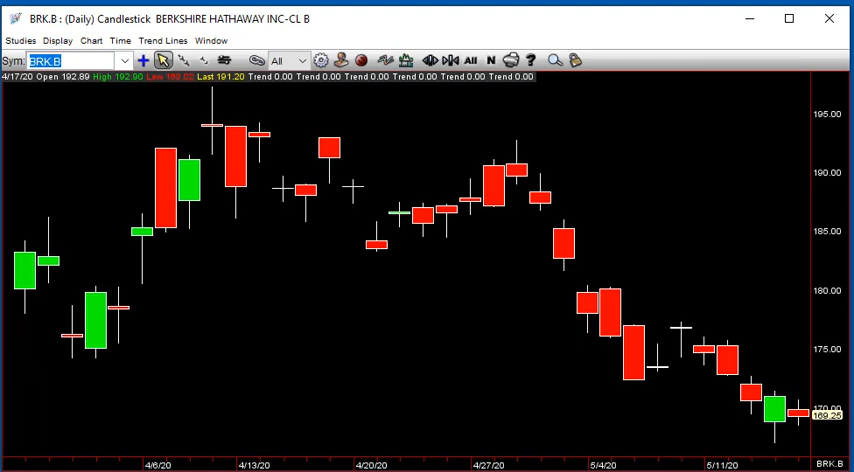 BRK.B : (Daily) Candlestick BERKSHIRE HATHAWAY INC-CL B
Studies Display Chart Time Trend Lines Window
Sym: BRK.B All All N ?
4/17/20 Open 192.89 High 192.90 Low 189.02 Last 191.20 Trend 0.00 Trend 0.00 Trend 0.00 Trend 0.00 Trend 0.00 Trend 0.00
195.00
190.00
185.00
180.00
175.00
170.00
169.25
4/6/20 4/13/20 4/20/20 4/27/20 5/4/20 5/11/20 BRK.B